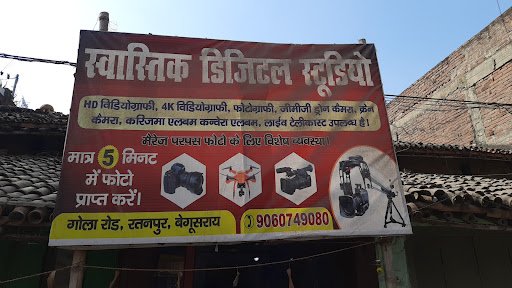 स्वास्तिक डिजिटल स्टूडियो
HD विडियोग्राफी, 4K विडियोग्राफी, फोटोग्राफी, जीमीजी ड्रोन कैमरा, क्रेन
कैमरा, करिजमा एलबम कन्वेरा एलबम, लाईव टेलीकास्ट उपलब्ध है।
मैरेज परपस फोटो के लिए विशेष व्यवस्था।
मात्र 5 मिनट
में फोटो
प्राप्त करें।
गोला रोड, रतनपुर, बेगूसराय
9060749080